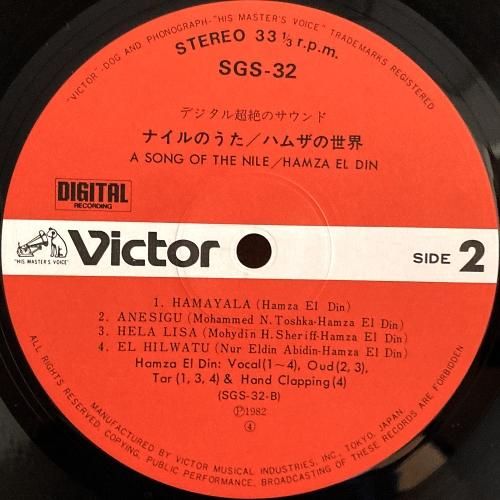 "VICTOR"-DOG AND PHONOGRAPH-"HIS MASTER'S VOICE" TRADEMARKS REGISTERED
STEREO 33 1/3 r.p.m.
SGS-32
デジタル超絶のサウンド
ナイルのうた/ハムザの世界
A SONG OF THE NILE/HAMZA EL DIN
DIGITAL
RECORDING
"HIS MASTER'S VOICE"
Victor
SIDE 2
1. HAMAYALA (Hamza El Din)
2. ANESIGU (Mohammed N. Toshka-Hamza El Din)
3. HELA LISA (Mohydin H. Sheriff-Hamza El Din)
4. EL HILWATU (Nur Eldin Abidin-Hamza El Din)
Hamza El Din: Vocal(1~4), Oud(2, 3),
Tar(1, 3, 4) & Hand Clapping(4)
(SGS-32-B)
Ⓟ1982
④
MANUFACTURED BY VICTOR MUSICAL INDUSTRIES, INC., TOKYO, JAPAN.
ALL RIGHTS RESERVED. COPYING, PUBLIC PERFORMANCE, BROADCASTING OF THESE RECORDS ARE FORBIDDEN